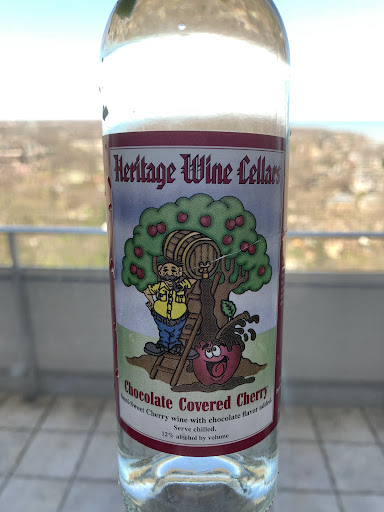 Heritage Wine Cellars
Chocolate Covered Cherry
Semi-Sweet Cherry wine with chocolate flavor added.
Serve chilled.
12% alcohol by volume